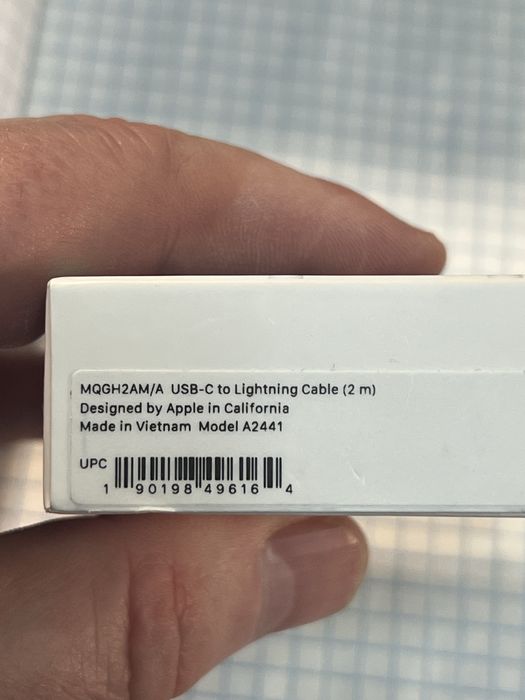 MQGH2AM/A USB-C to Lightning Cable (2 m)
Designed by Apple in California
Made in Vietnam Model A2441
UPC
1 90198 49616 4